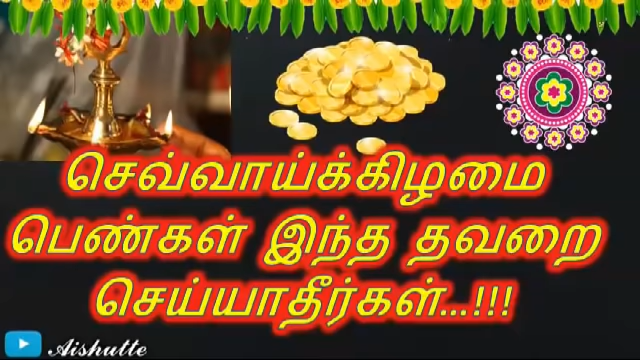 செவ்வாய்க்கிழமை
பெண்கள் இந்த தவறை
செய்யாதீர்கள்...!!!
Aishutte